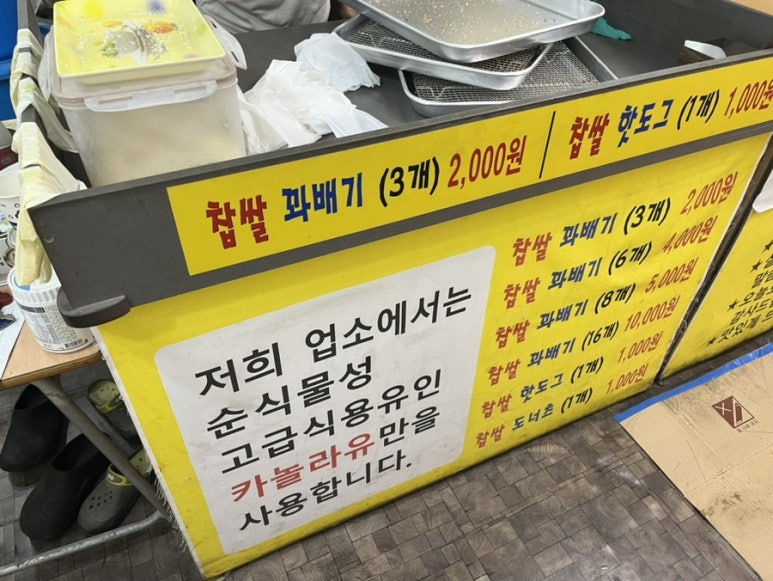 찹쌀 꽈배기 (3개) 2,000원
찹쌀 핫도그 (1개) 1,000원
저희 업소에서는
순식물성
고급식용유인
카놀라유만을
사용합니다.
찹쌀 꽈배기 (3개) 2,000원
찹쌀 꽈배기 (6개) 4,000원
찹쌀 꽈배기 (8개) 5,000원
찹쌀 꽈배기 (16개) 10,000원
찹쌀 핫도그 (1개) 1,000원
찹쌀 도너츠 (1개) 1,000원